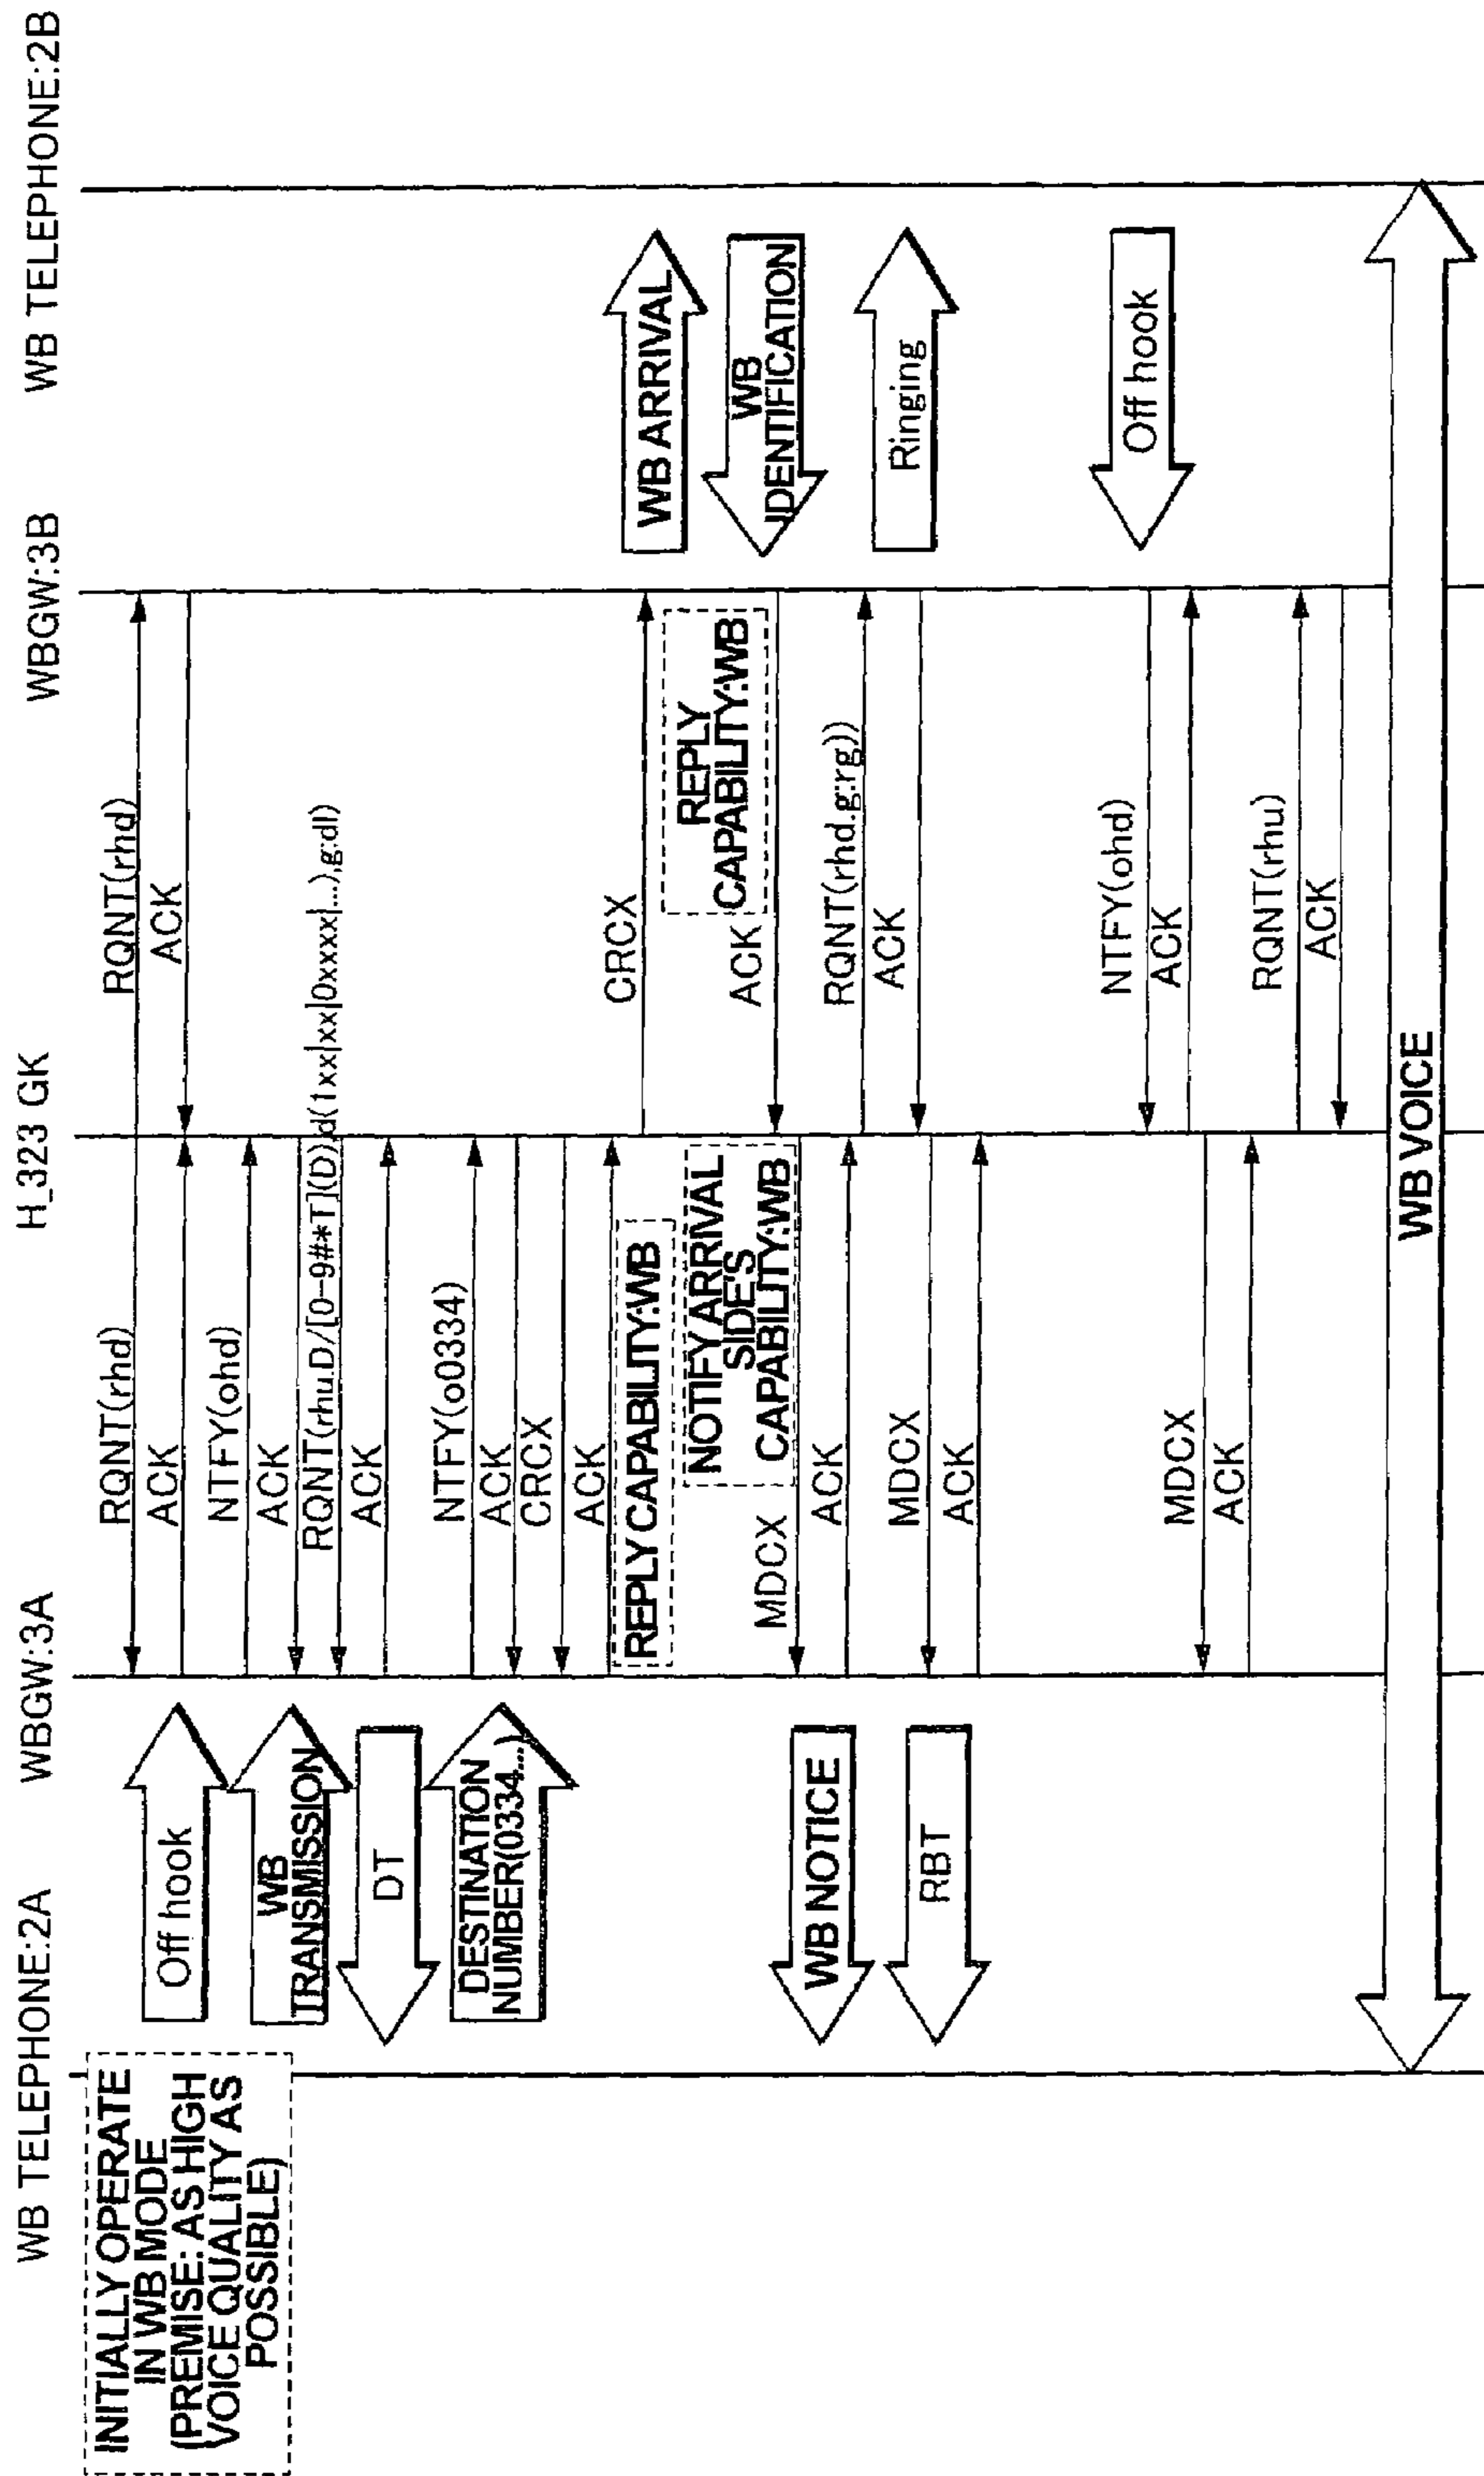 WB TELEPHONE:2A
WBGW:3A
H_323 GK
WBGW:3B
WB TELEPHONE:2B
INITIALLY OPERATE
IN WB MODE
(PREMISE: AS HIGH
VOICE QUALITY AS
POSSIBLE)
Off hook
WB
TRANSMISSION
DT
DESTINATION
NUMBER(0334...)
WB NOTICE
RBT
RQNT(rhd)
ACK
NTFY(ohd)
ACK
RQNT(rhu.D/[0-9#*T](D),d(1xx|xx|0xxxx|...),g:dl)
ACK
NTFY(o0334)
ACK
CRCX
ACK
REPLY CAPABILITY:WB
NOTIFY ARRIVAL
SIDE'S
CAPABILITY:WB
MDCX
ACK
MDCX
ACK
MDCX
ACK
RQNT(rhd)
ACK
CRCX
REPLY
CAPABILITY:WB
ACK
RQNT(rhd.g:rg))
ACK
NTFY(ohd)
ACK
RQNT(rhu)
ACK
WB ARRIVAL
WB
IDENTIFICATION
Ringing
Off hook
WB VOICE